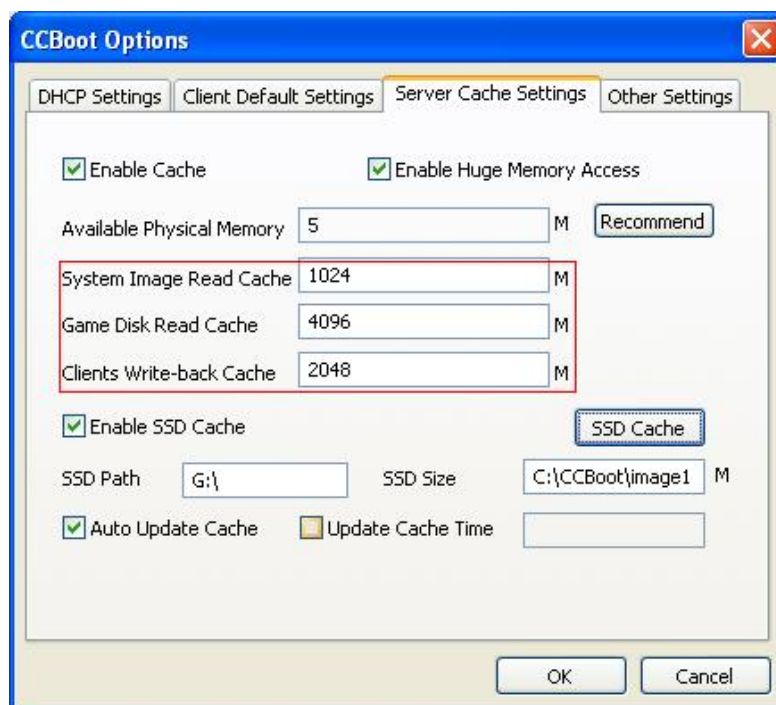 CCBoot Options
DHCP Settings Client Default Settings Server Cache Settings Other Settings
Enable Cache Enable Huge Memory Access
Available Physical Memory 5 M Recommend
System Image Read Cache 1024 M
Game Disk Read Cache 4096 M
Clients Write-back Cache 2048 M
Enable SSD Cache SSD Cache
SSD Path G:\ SSD Size C:\CCBoot\image1 M
Auto Update Cache Update Cache Time
OK Cancel